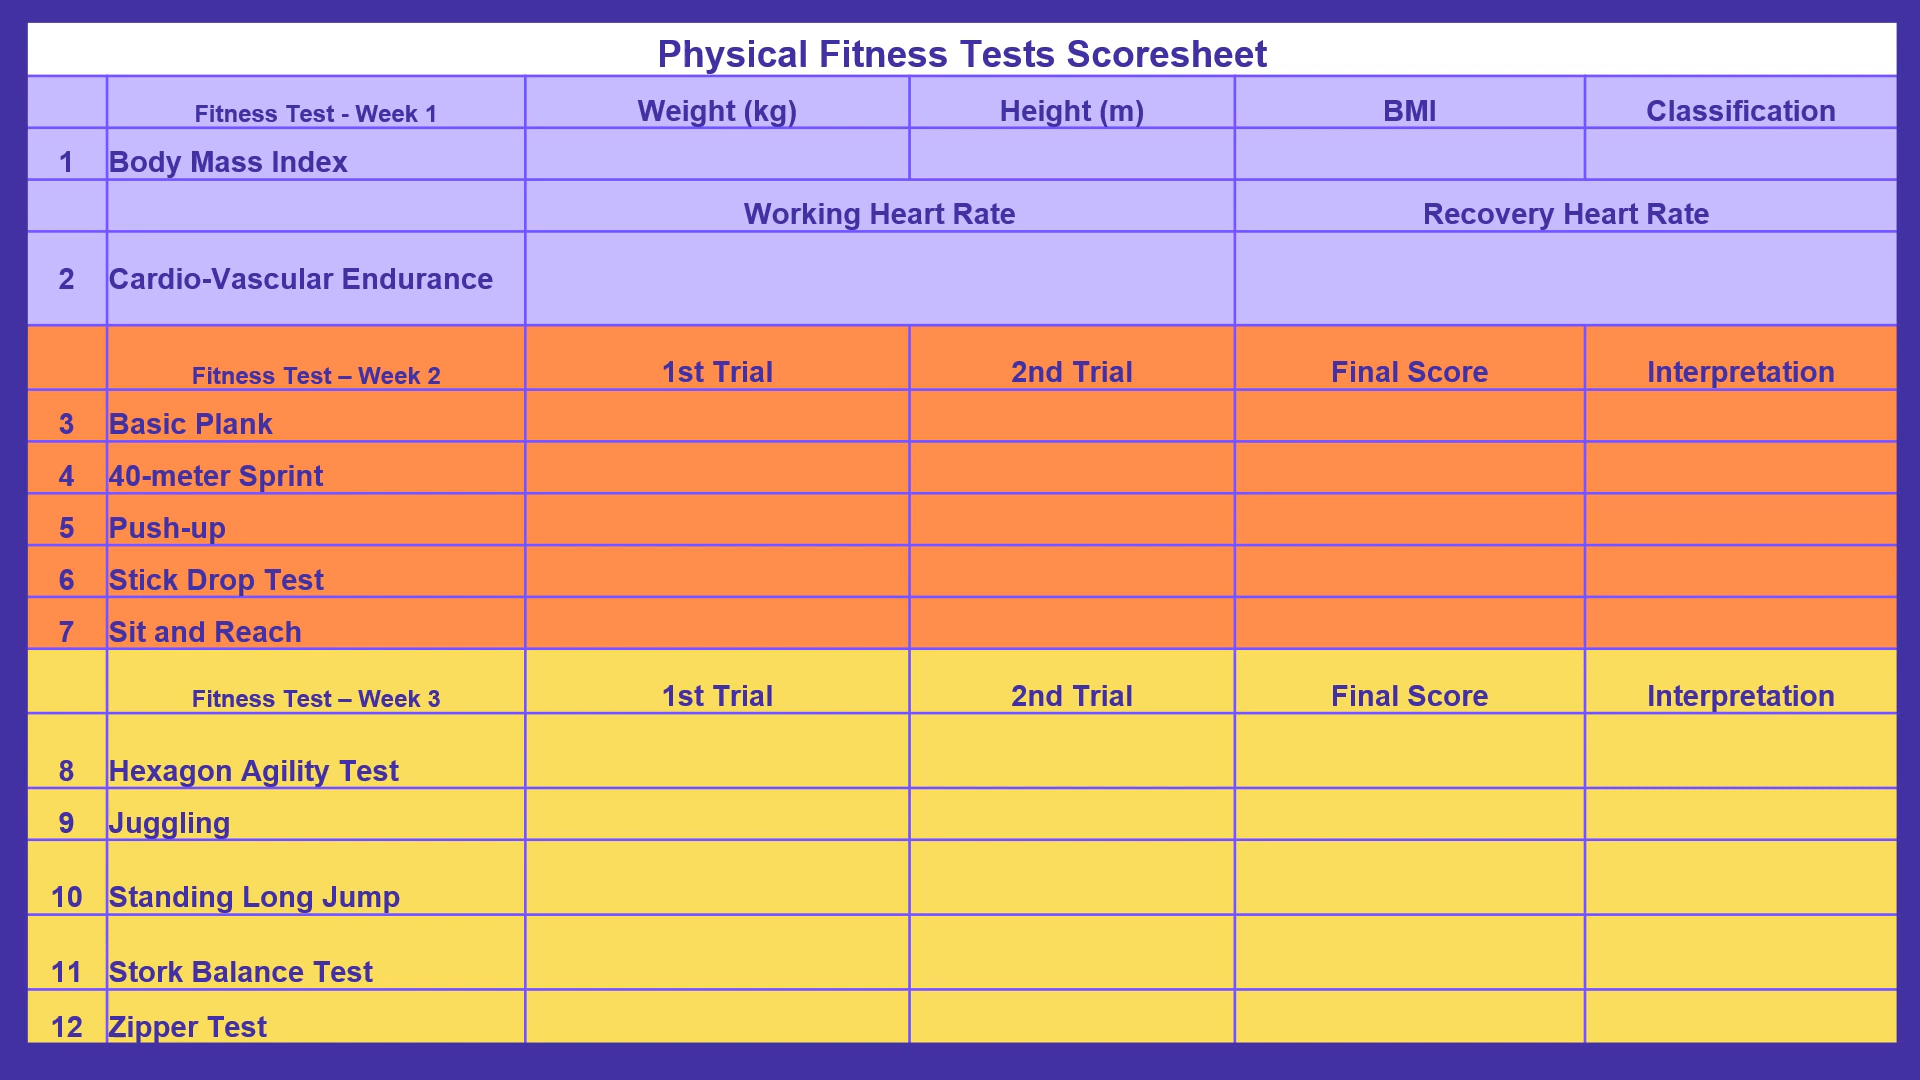 Physical Fitness Tests Scoresheet
Fitness Test - Week 1 Weight (kg) Height (m) BMI Classification
1 Body Mass Index
Working Heart Rate Recovery Heart Rate
2 Cardio-Vascular Endurance
Fitness Test – Week 2 1st Trial 2nd Trial Final Score Interpretation
3 Basic Plank
4 40-meter Sprint
5 Push-up
6 Stick Drop Test
7 Sit and Reach
Fitness Test – Week 3 1st Trial 2nd Trial Final Score Interpretation
8 Hexagon Agility Test
9 Juggling
10 Standing Long Jump
11 Stork Balance Test
12 Zipper Test